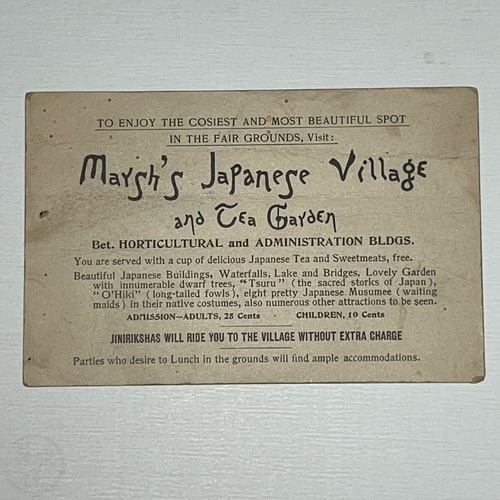 TO ENJOY THE COSIEST AND MOST BEAUTIFUL SPOT
IN THE FAIR GROUNDS, Visit:
Marsh's Japanese Village
and Tea Garden
Bet. HORTICULTURAL and ADMINISTRATION BLDGS.
You are served with a cup of delicious Japanese Tea and Sweetmeats, free.
Beautiful Japanese Buildings, Waterfalls, Lake and Bridges, Lovely Garden
with innumerable dwarf trees, "Tsuru" (the sacred storks of Japan),
"O'Hiki" (long-tailed fowls), eight pretty Japanese Musumee (waiting
maids) in their native costumes, also numerous other attractions to be seen.
ADMISSION—ADULTS, 25 Cents · CHILDREN, 10 Cents
JINIRIKSHAS WILL RIDE YOU TO THE VILLAGE WITHOUT EXTRA CHARGE
Parties who desire to Lunch in the grounds will find ample accommodations.